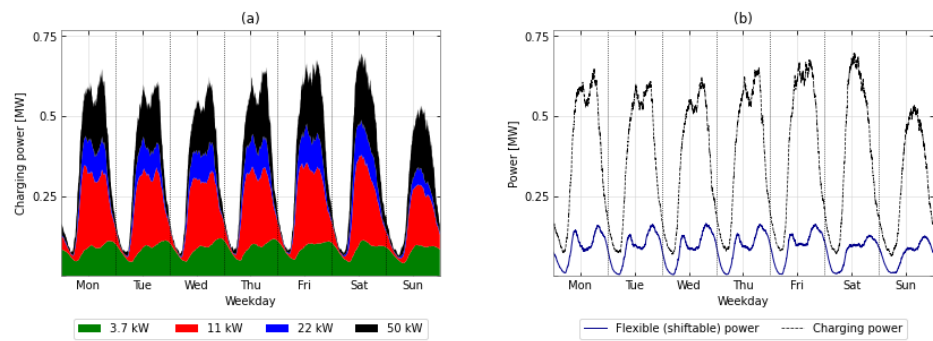 (a)
Charging power [MW]
0.75
0.5
0.25
Mon Tue Wed Thu Fri Sat Sun
Weekday
3.7 kW 11 kW 22 kW 50 kW
(b)
Power [MW]
0.75
0.5
0.25
Mon Tue Wed Thu Fri Sat Sun
Weekday
Flexible (shiftable) power Charging power